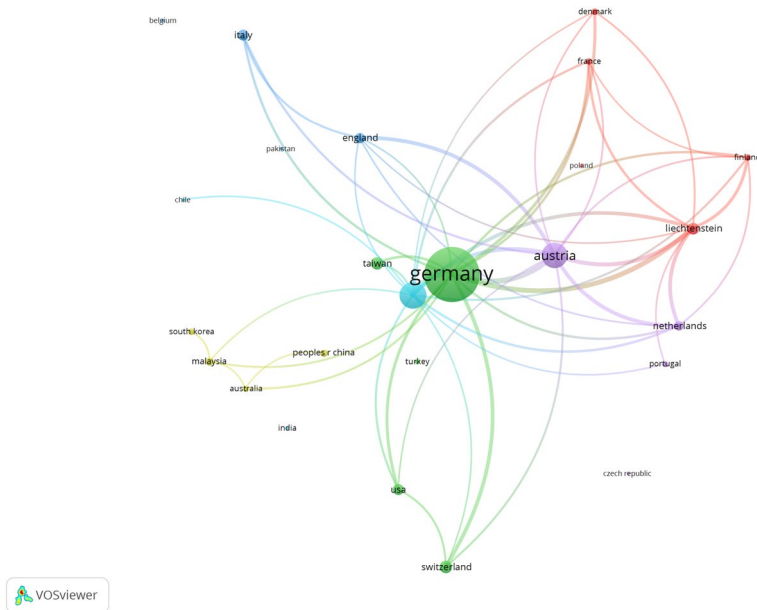 denmark
belgium
italy
france
england
pakistan
finland
poland
chile
liechtenstein
austria
taiwan
germany
netherlands
south korea
peoples r china
malaysia
turkey
portugal
australia
india
czech republic
usa
switzerland
VOSviewer